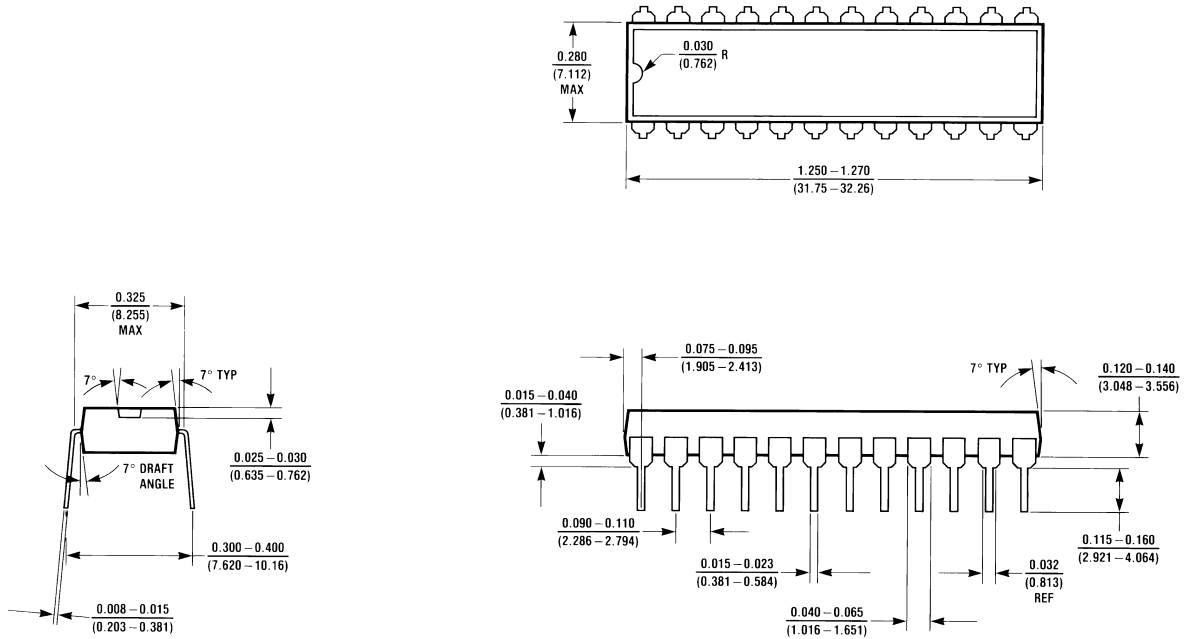 0.280
(7.112)
MAX
0.030
(0.762)
R
1.250 – 1.270
(31.75 – 32.26)
0.325
(8.255)
MAX
7°
7° TYP
0.025 – 0.030
(0.635 – 0.762)
7° DRAFT
ANGLE
0.300 – 0.400
(7.620 – 10.16)
0.008 – 0.015
(0.203 – 0.381)
0.075 – 0.095
(1.905 – 2.413)
7° TYP
0.120 – 0.140
(3.048 – 3.556)
0.015 – 0.040
(0.381 – 1.016)
0.090 – 0.110
(2.286 – 2.794)
0.015 – 0.023
(0.381 – 0.584)
0.040 – 0.065
(1.016 – 1.651)
0.032
(0.813)
REF
0.115 – 0.160
(2.921 – 4.064)